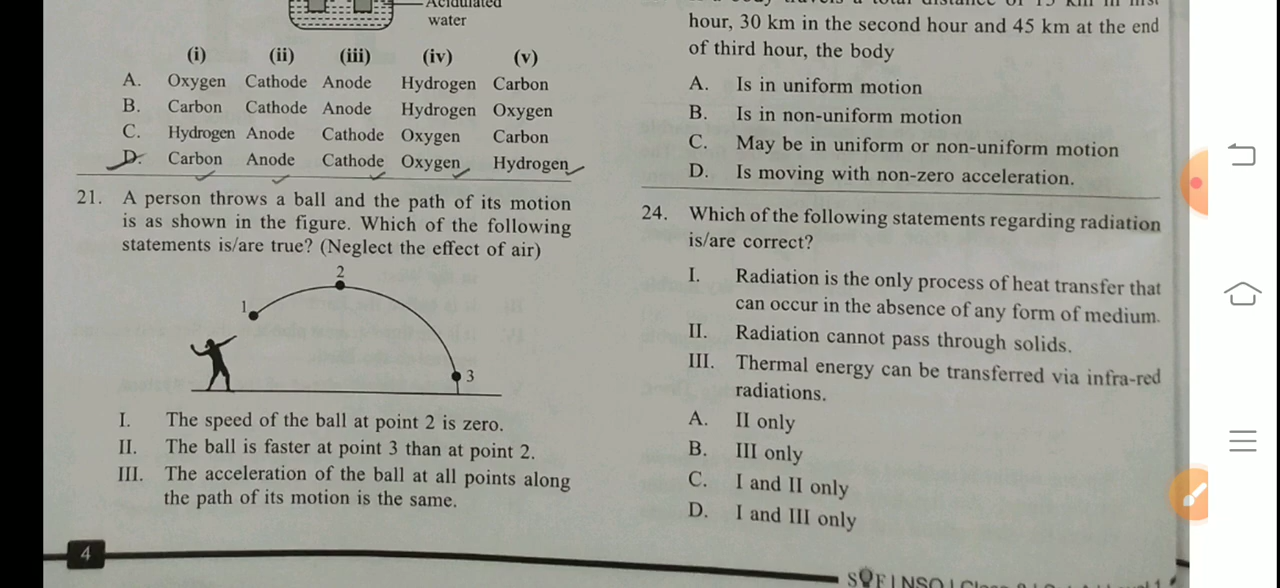 Acidulated
water
(i) (ii) (iii) (iv) (v)
A. Oxygen Cathode Anode Hydrogen Carbon
B. Carbon Cathode Anode Hydrogen Oxygen
C. Hydrogen Anode Cathode Oxygen Carbon
D. Carbon Anode Cathode Oxygen Hydrogen
21. A person throws a ball and the path of its motion
is as shown in the figure. Which of the following
statements is/are true? (Neglect the effect of air)
2
1
3
I. The speed of the ball at point 2 is zero.
II. The ball is faster at point 3 than at point 2.
III. The acceleration of the ball at all points along
the path of its motion is the same.
4
hour, 30 km in the second hour and 45 km at the end
of third hour, the body
A. Is in uniform motion
B. Is in non-uniform motion
C. May be in uniform or non-uniform motion
D. Is moving with non-zero acceleration.
24. Which of the following statements regarding radiation
is/are correct?
I. Radiation is the only process of heat transfer that
can occur in the absence of any form of medium.
II. Radiation cannot pass through solids.
III. Thermal energy can be transferred via infra-red
radiations.
A. II only
B. III only
C. I and II only
D. I and III only